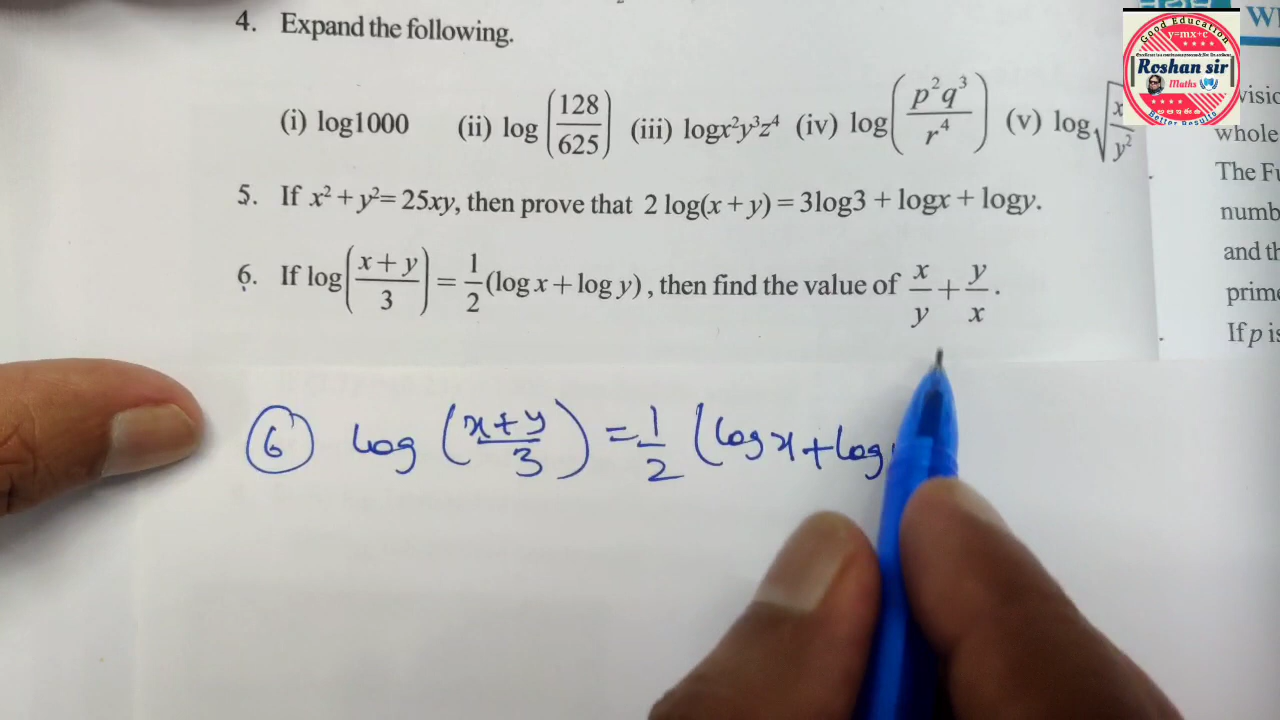 4. Expand the following.
(i) log1000 (ii) log(128/625) (iii) logx²y³z⁴ (iv) log(p²q³/r⁴) (v) log√(x/y²)
5. If x² + y² = 25xy, then prove that 2 log(x + y) = 3log3 + logx + logy.
6. If log((x + y)/3) = 1/2 (log x + log y), then find the value of x/y + y/x.
6 log((x+y)/3) = 1/2 (log x + log
Good Education
y=mx+c
Roshan sir
Maths
Better Results
whole
The Fu
numb
and th
prime
If p is